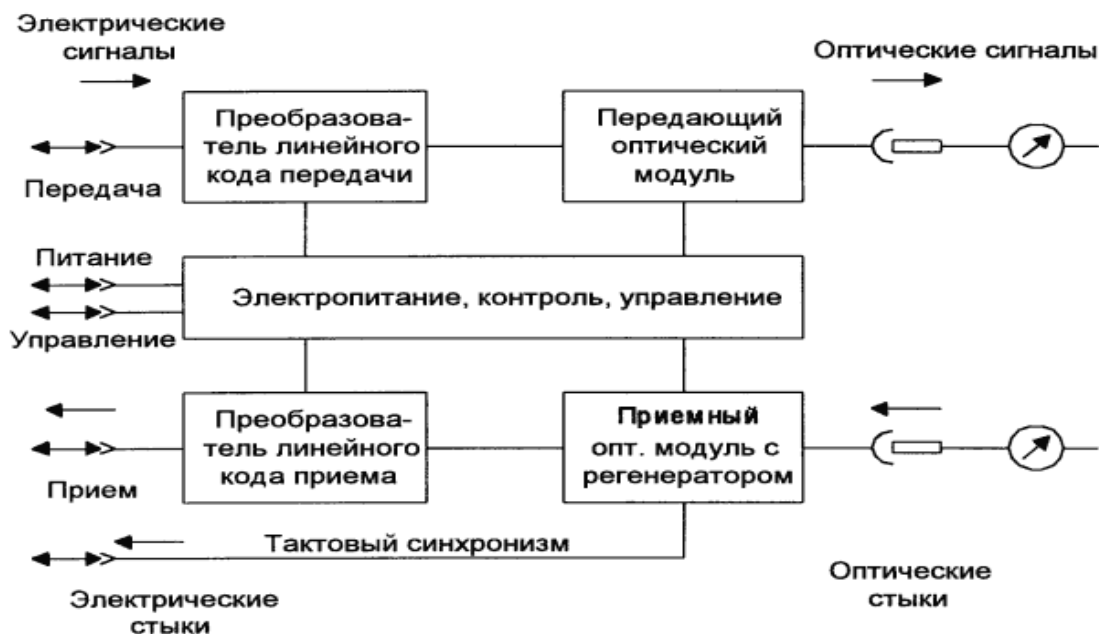 Электрические
сигналы
Оптические сигналы
Преобразова-
тель линейного
кода передачи
Передающий
оптический
модуль
Передача
Питание
Электропитание, контроль, управление
Управление
Преобразова-
тель линейного
кода приема
Приемный
опт. модуль с
регенератором
Прием
Тактовый синхронизм
Электрические
стыки
Оптические
стыки